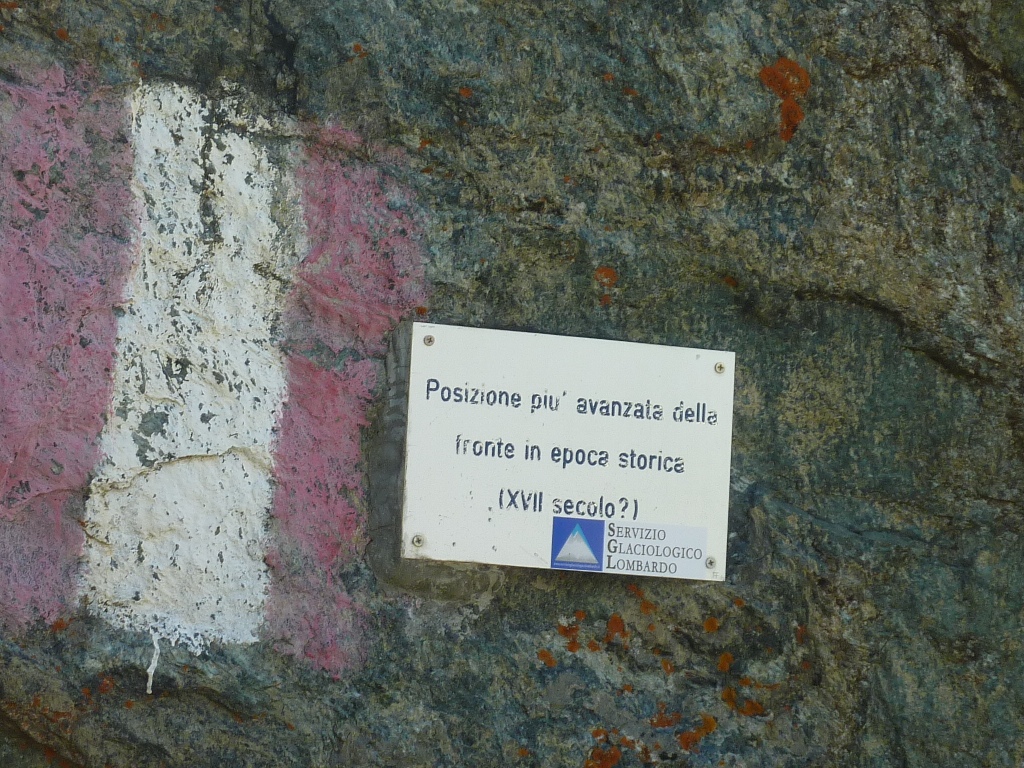 Posizione piu' avanzata della
fronte in epoca storica
(XVII secolo?)
SERVIZIO
GLACIOLOGICO
LOMBARDO